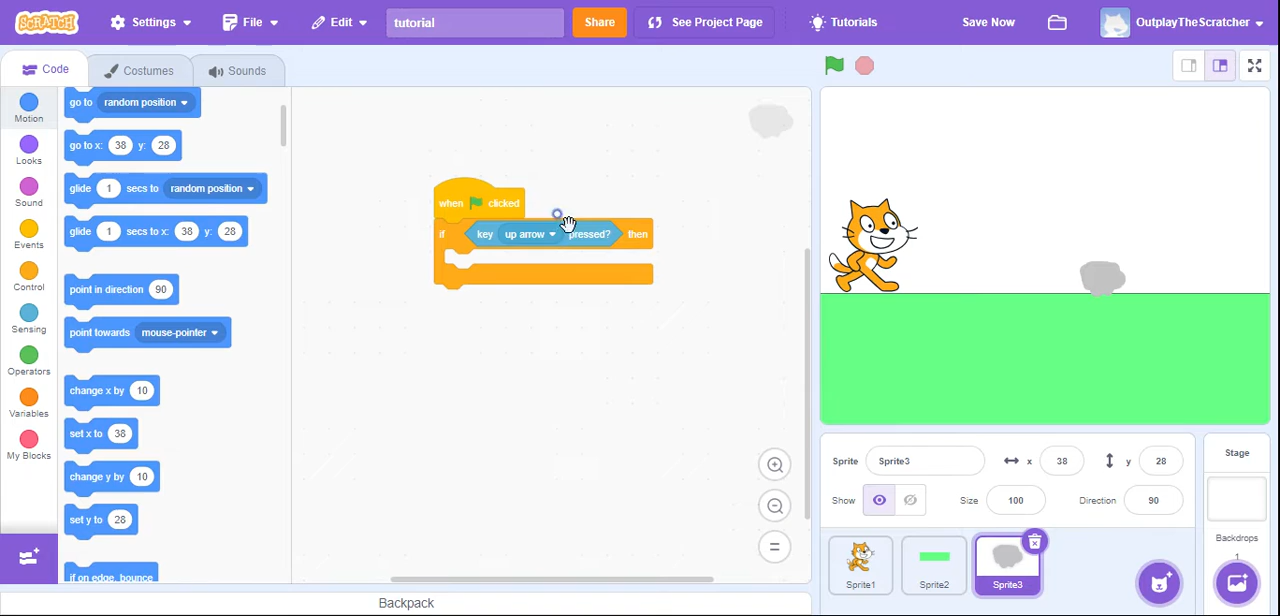 SCRATCH Settings File Edit tutorial Share See Project Page Tutorials Save Now OutplayTheScratcher
Code Costumes Sounds
Motion
Looks
Sound
Events
Control
Sensing
Operators
Variables
My Blocks
go to random position
go to x: 38 y: 28
glide 1 secs to random position
glide 1 secs to x: 38 y: 28
point in direction 90
point towards mouse-pointer
change x by 10
set x to 38
change y by 10
set y to 28
if on edge, bounce
when clicked
if key up arrow pressed? then
Sprite Sprite3 x 38 y 28
Show Size 100 Direction 90
Sprite1 Sprite2 Sprite3
Stage
Backdrops
1
Backpack